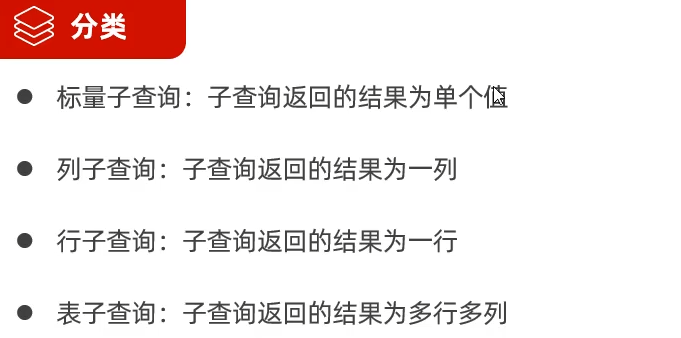 分类
● 标量子查询：子查询返回的结果为单个值
● 列子查询：子查询返回的结果为一列
● 行子查询：子查询返回的结果为一行
● 表子查询：子查询返回的结果为多行多列